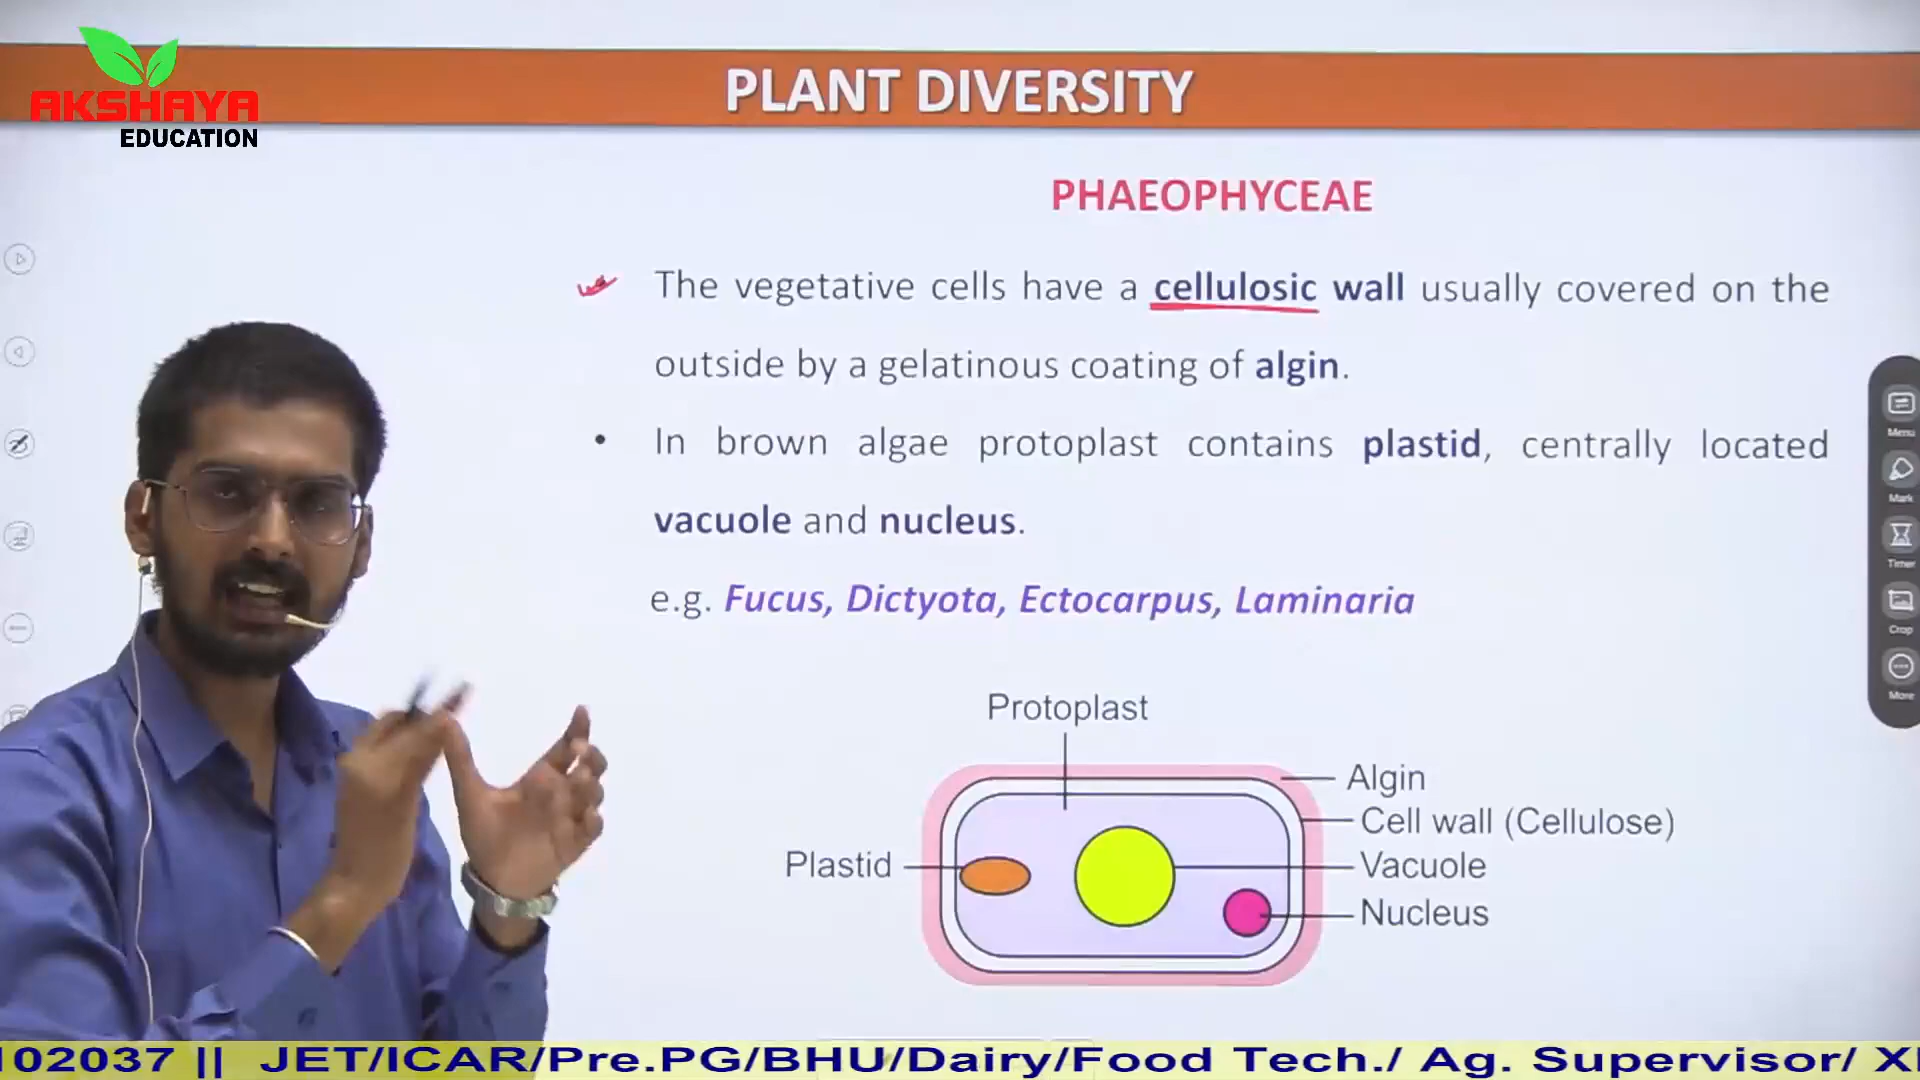 AKSHAYA
EDUCATION
PLANT DIVERSITY
PHAEOPHYCEAE
The vegetative cells have a cellulosic wall usually covered on the
outside by a gelatinous coating of algin.
• In brown algae protoplast contains plastid, centrally located
vacuole and nucleus.
e.g. Fucus, Dictyota, Ectocarpus, Laminaria
Protoplast
Algin
Cell wall (Cellulose)
Plastid
Vacuole
Nucleus
Menu
Mark
Timer
Crop
More
102037 || JET/ICAR/Pre.PG/BHU/Dairy/Food Tech./ Ag. Supervisor/ X